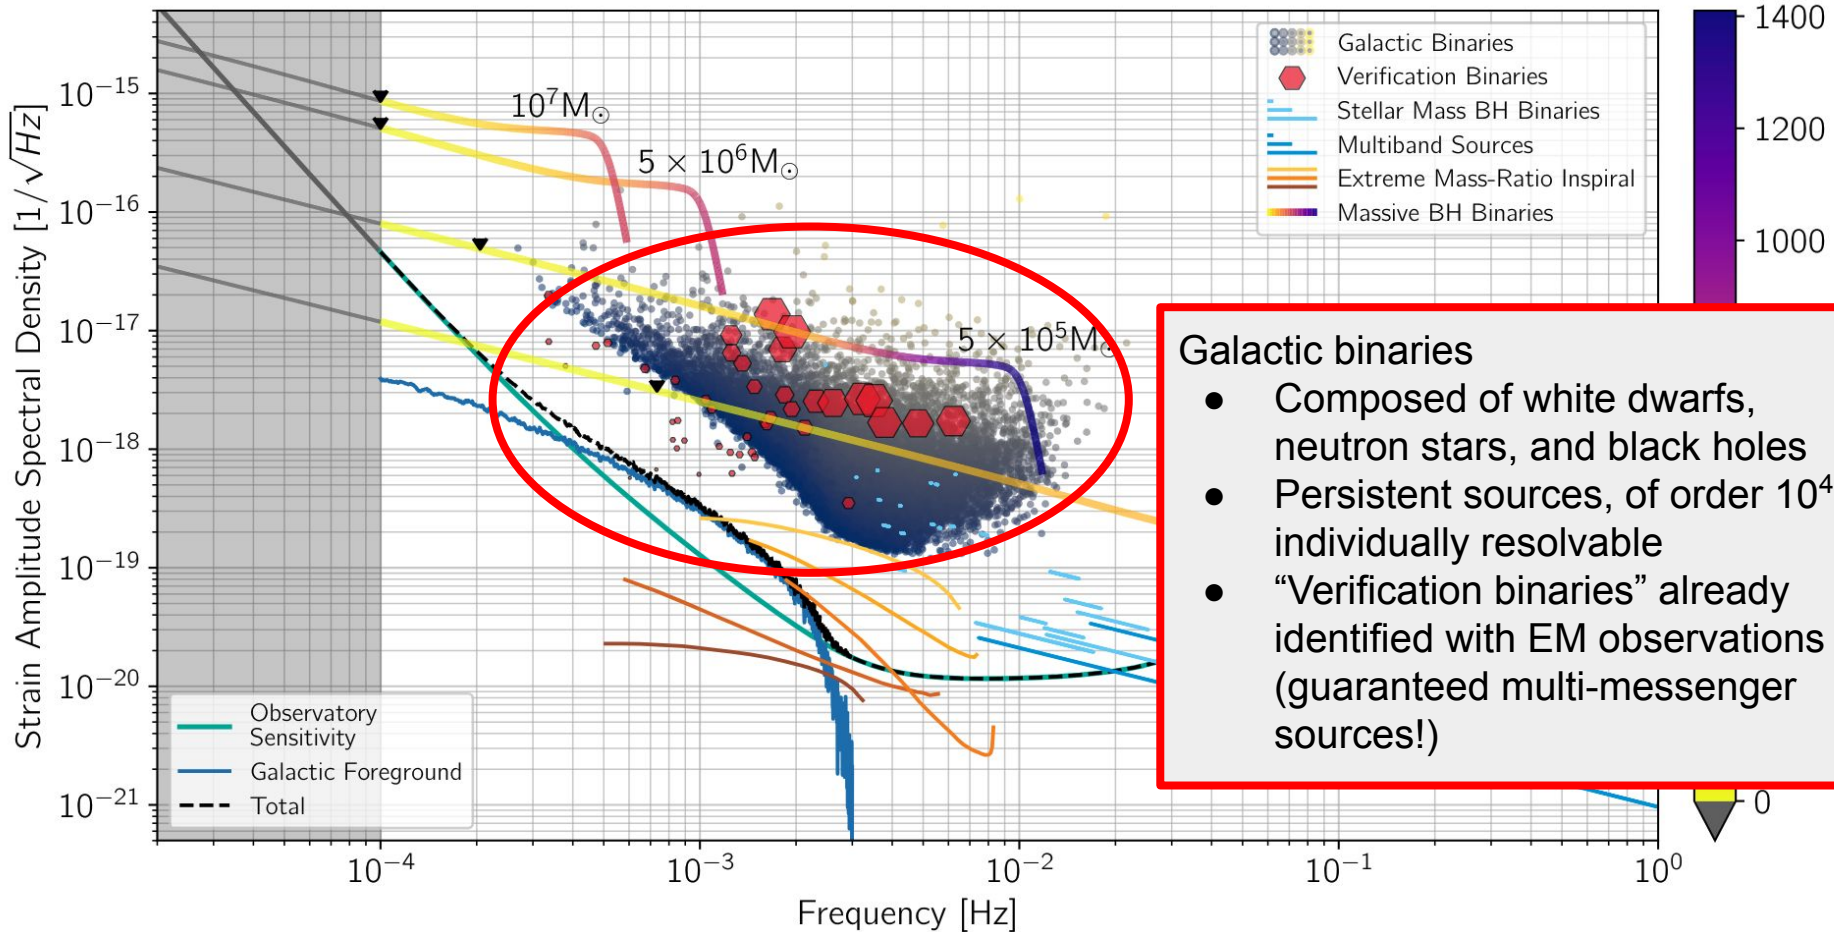 Strain Amplitude Spectral Density [1/√Hz]
10⁻¹⁵
10⁻¹⁶
10⁻¹⁷
10⁻¹⁸
10⁻¹⁹
10⁻²⁰
10⁻²¹
10⁷M☉
5 × 10⁶M☉
5 × 10⁵M☉
Galactic Binaries
Verification Binaries
Stellar Mass BH Binaries
Multiband Sources
Extreme Mass-Ratio Inspiral
Massive BH Binaries
1400
1200
1000
0
Galactic binaries
● Composed of white dwarfs,
neutron stars, and black holes
● Persistent sources, of order 10⁴
individually resolvable
● “Verification binaries” already
identified with EM observations
(guaranteed multi-messenger
sources!)
Observatory
Sensitivity
Galactic Foreground
Total
10⁻⁴
10⁻³
10⁻²
10⁻¹
10⁰
Frequency [Hz]